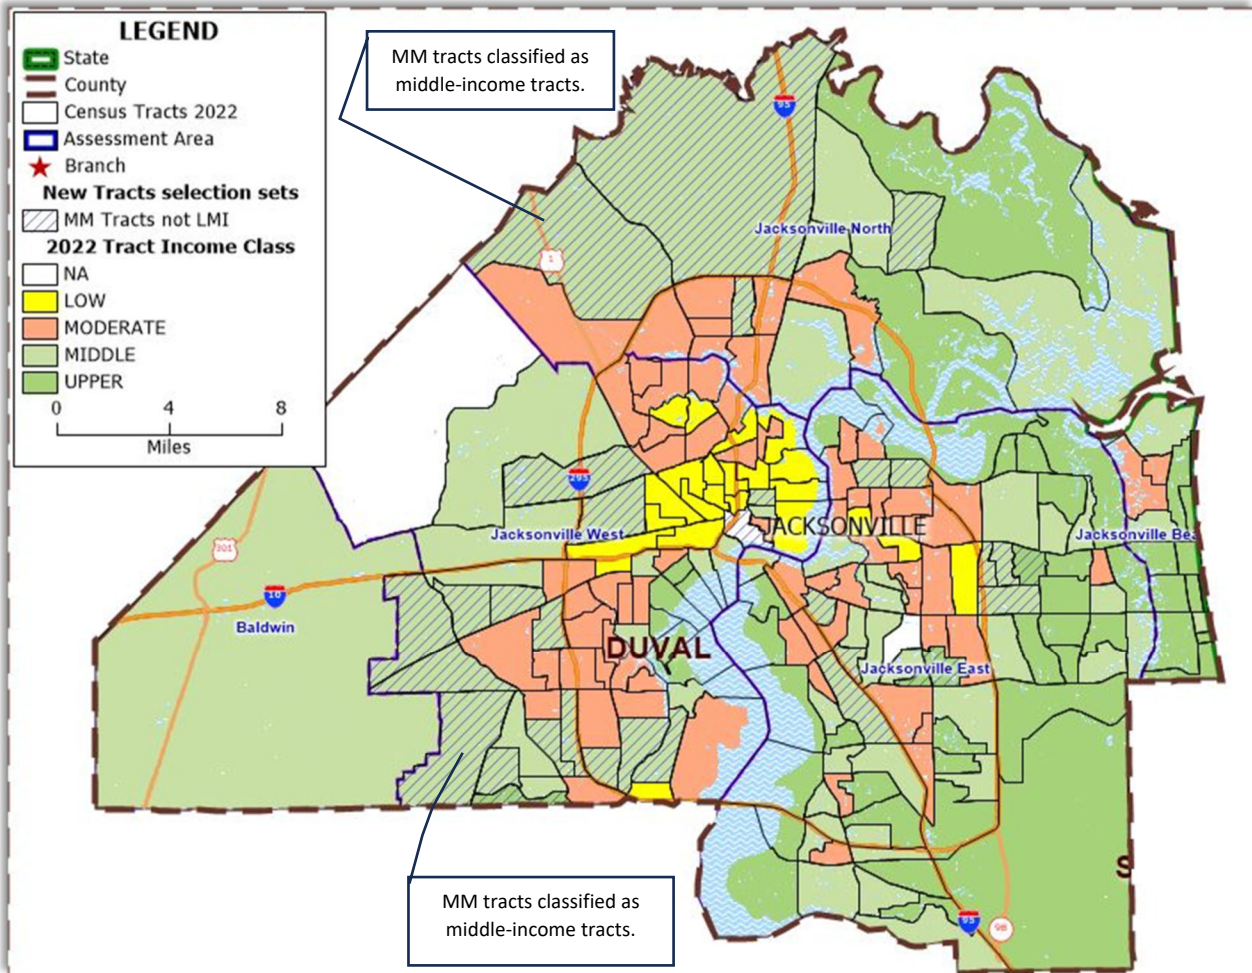 LEGEND
State
County
Census Tracts 2022
Assessment Area
Branch
New Tracts selection sets
MM Tracts not LMI
2022 Tract Income Class
NA
LOW
MODERATE
MIDDLE
UPPER
0 4 8
Miles
MM tracts classified as
middle-income tracts.
95
Jacksonville North
1
295
Jacksonville West
JACKSONVILLE
Jacksonville Bea
301
10
Baldwin
DUVAL
Jacksonville East
S
MM tracts classified as
middle-income tracts.
95
98